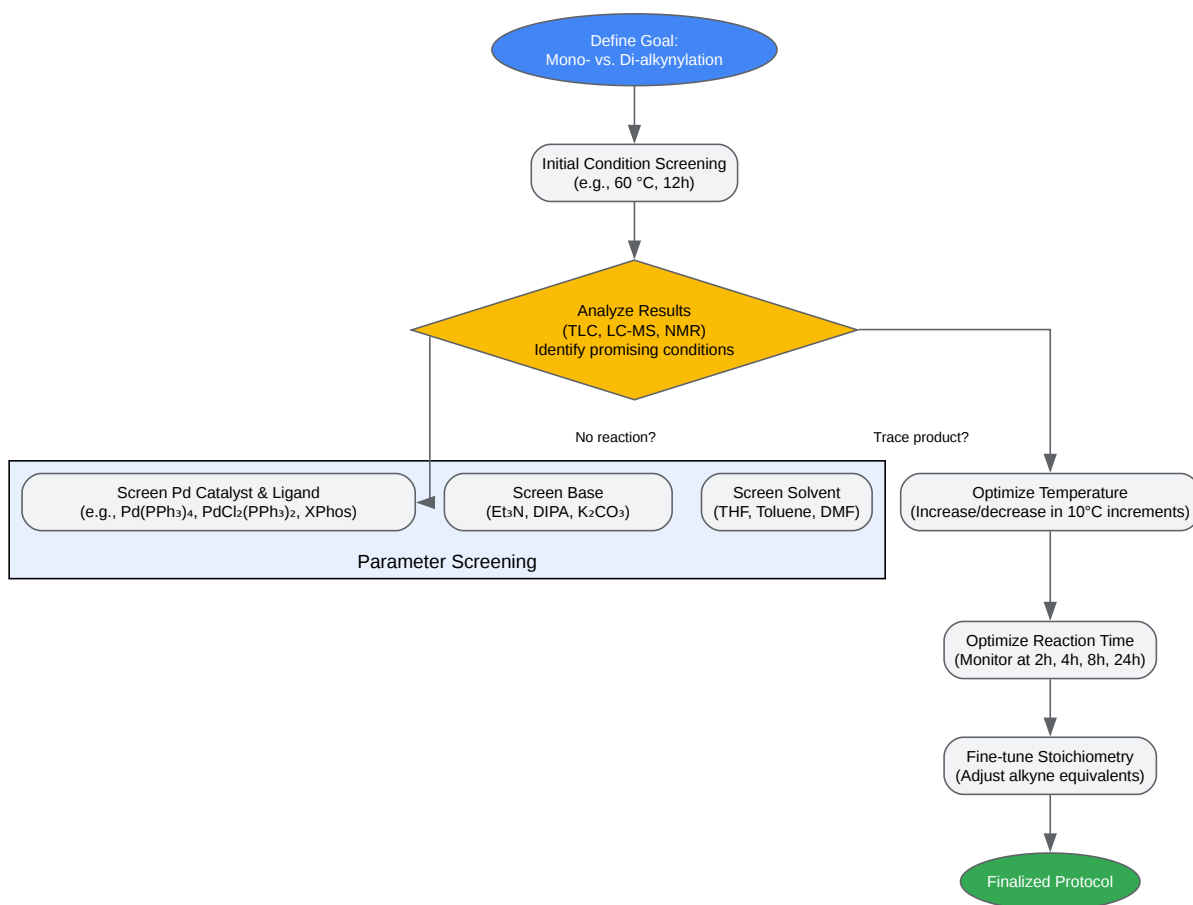 Define Goal:
Mono- vs. Di-alkynylation
Initial Condition Screening
(e.g., 60 °C, 12h)
Analyze Results
(TLC, LC-MS, NMR)
Identify promising conditions
No reaction?
Trace product?
Screen Pd Catalyst & Ligand
(e.g., Pd(PPh₃)₄, PdCl₂(PPh₃)₂, XPhos)
Screen Base
(Et₃N, DIPA, K₂CO₃)
Screen Solvent
(THF, Toluene, DMF)
Parameter Screening
Optimize Temperature
(Increase/decrease in 10°C increments)
Optimize Reaction Time
(Monitor at 2h, 4h, 8h, 24h)
Fine-tune Stoichiometry
(Adjust alkyne equivalents)
Finalized Protocol